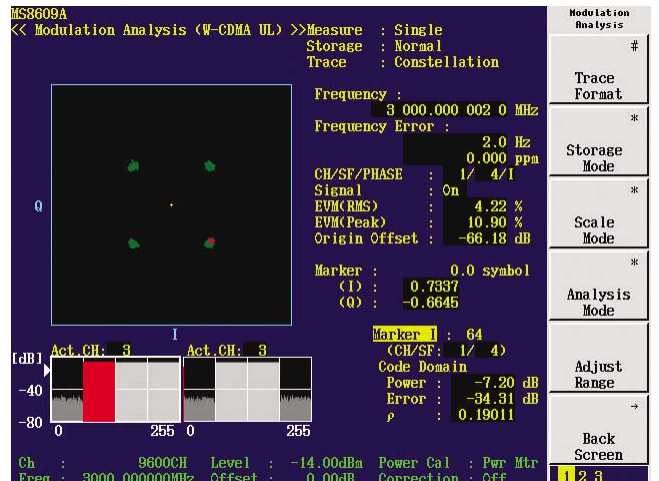 MS8609A
<< Modulation Analysis (W-CDMA UL) >>
Measure : Single
Storage : Normal
Trace : Constellation
Frequency :
3 000.000 002 0 MHz
Frequency Error :
2.0 Hz
0.000 ppm
CH/SF/PHASE : 1/ 4/I
Signal : On
EVM(RMS) : 4.22 %
EVM(Peak) : 10.90 %
Origin Offset : -66.18 dB
Marker : 0.0 symbol
(I) : 0.7337
(Q) : -0.6645
Q
I
Marker I : 64
(CH/SF: 1/ 4)
Code Domain
Power : -7.20 dB
Error : -34.31 dB
ρ : 0.19011
[dB] Act.CH: 3
Act.CH: 3
-40
-80
0 255
0 255
Ch : 9600CH Level : -14.00dBm Power Cal : Pwr Mtr
Freq : 3000.000000MHz Offset : 0.00dB Correction : Off
Modulation
Analysis
#
Trace
Format
*
Storage
Mode
*
Scale
Mode
*
Analysis
Mode
Adjust
Range
→
Back
Screen
1 2 3